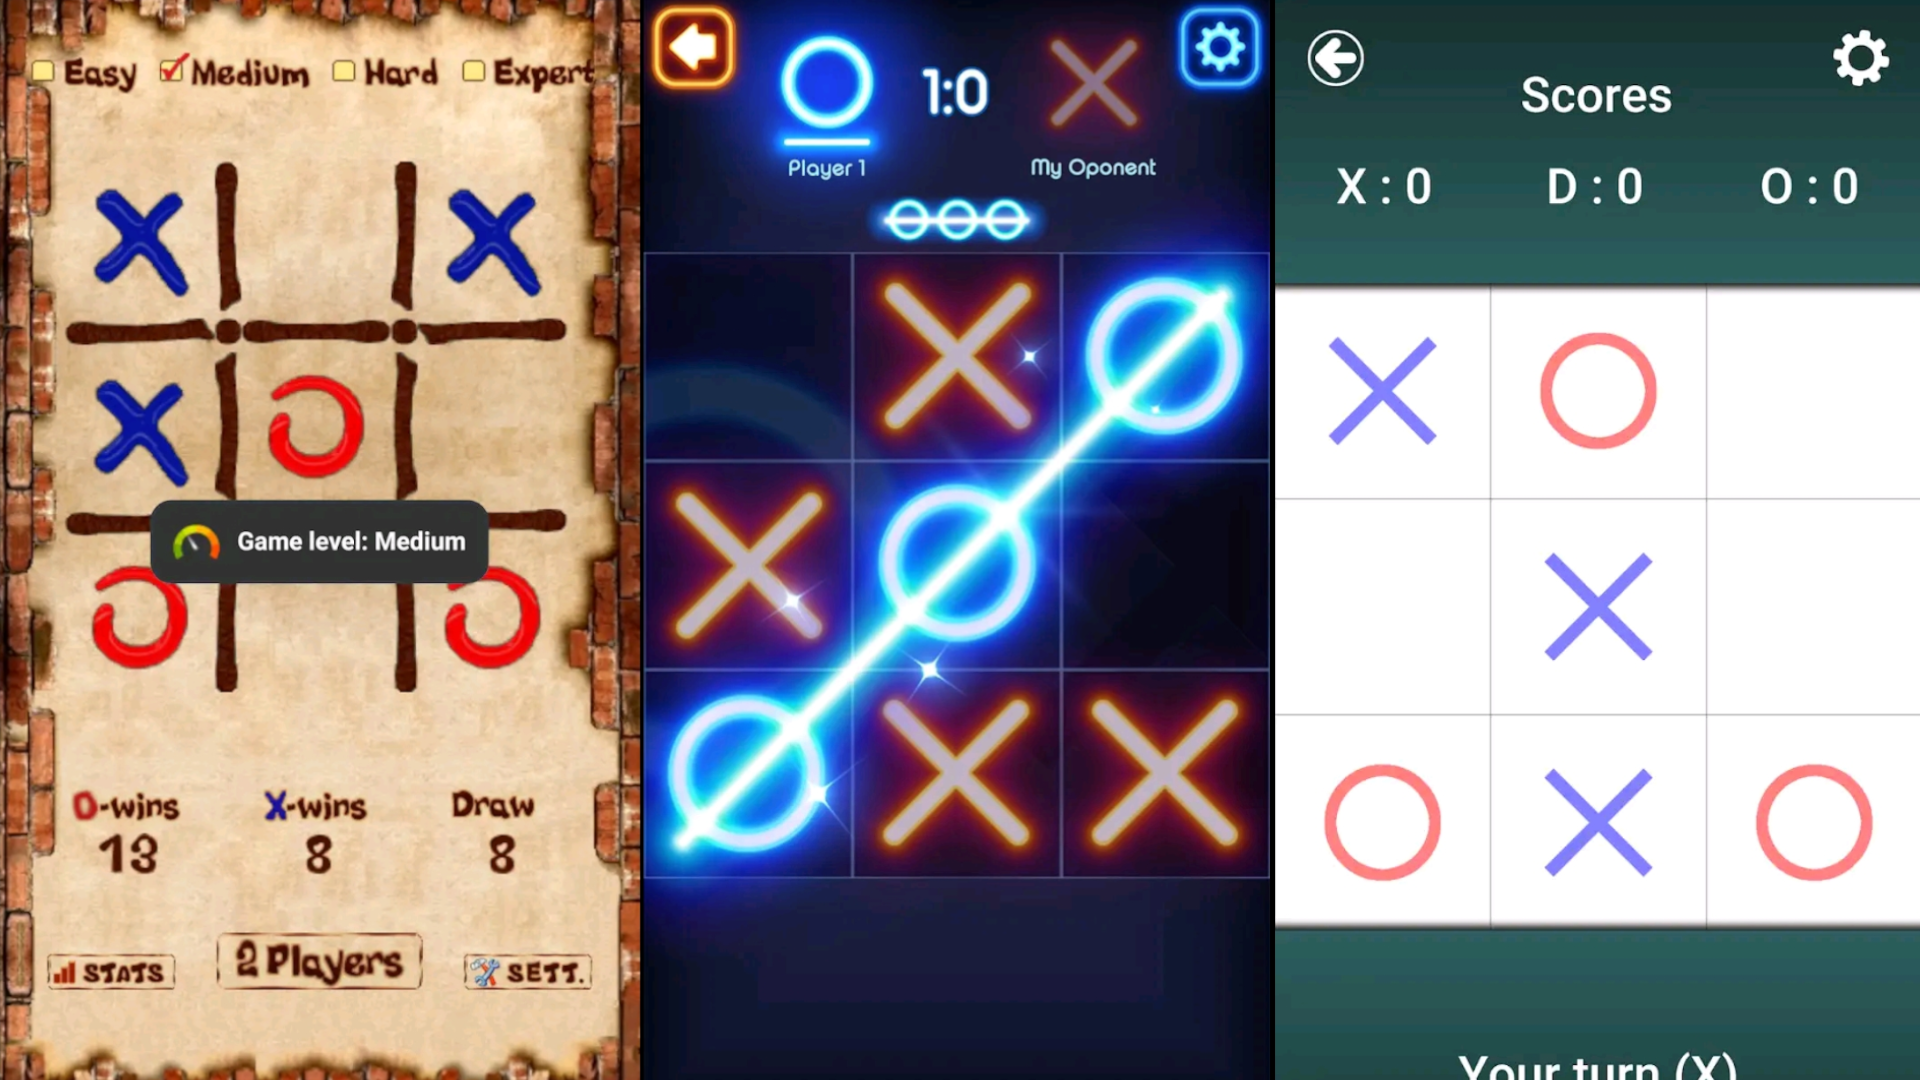 Easy Medium Hard Expert
Game level: Medium
O-wins X-wins Draw
13 8 8
STATS 2 Players SETT.
1:0
Player 1 My Oponent
Scores
X : 0 D : 0 O : 0
Your turn (X)